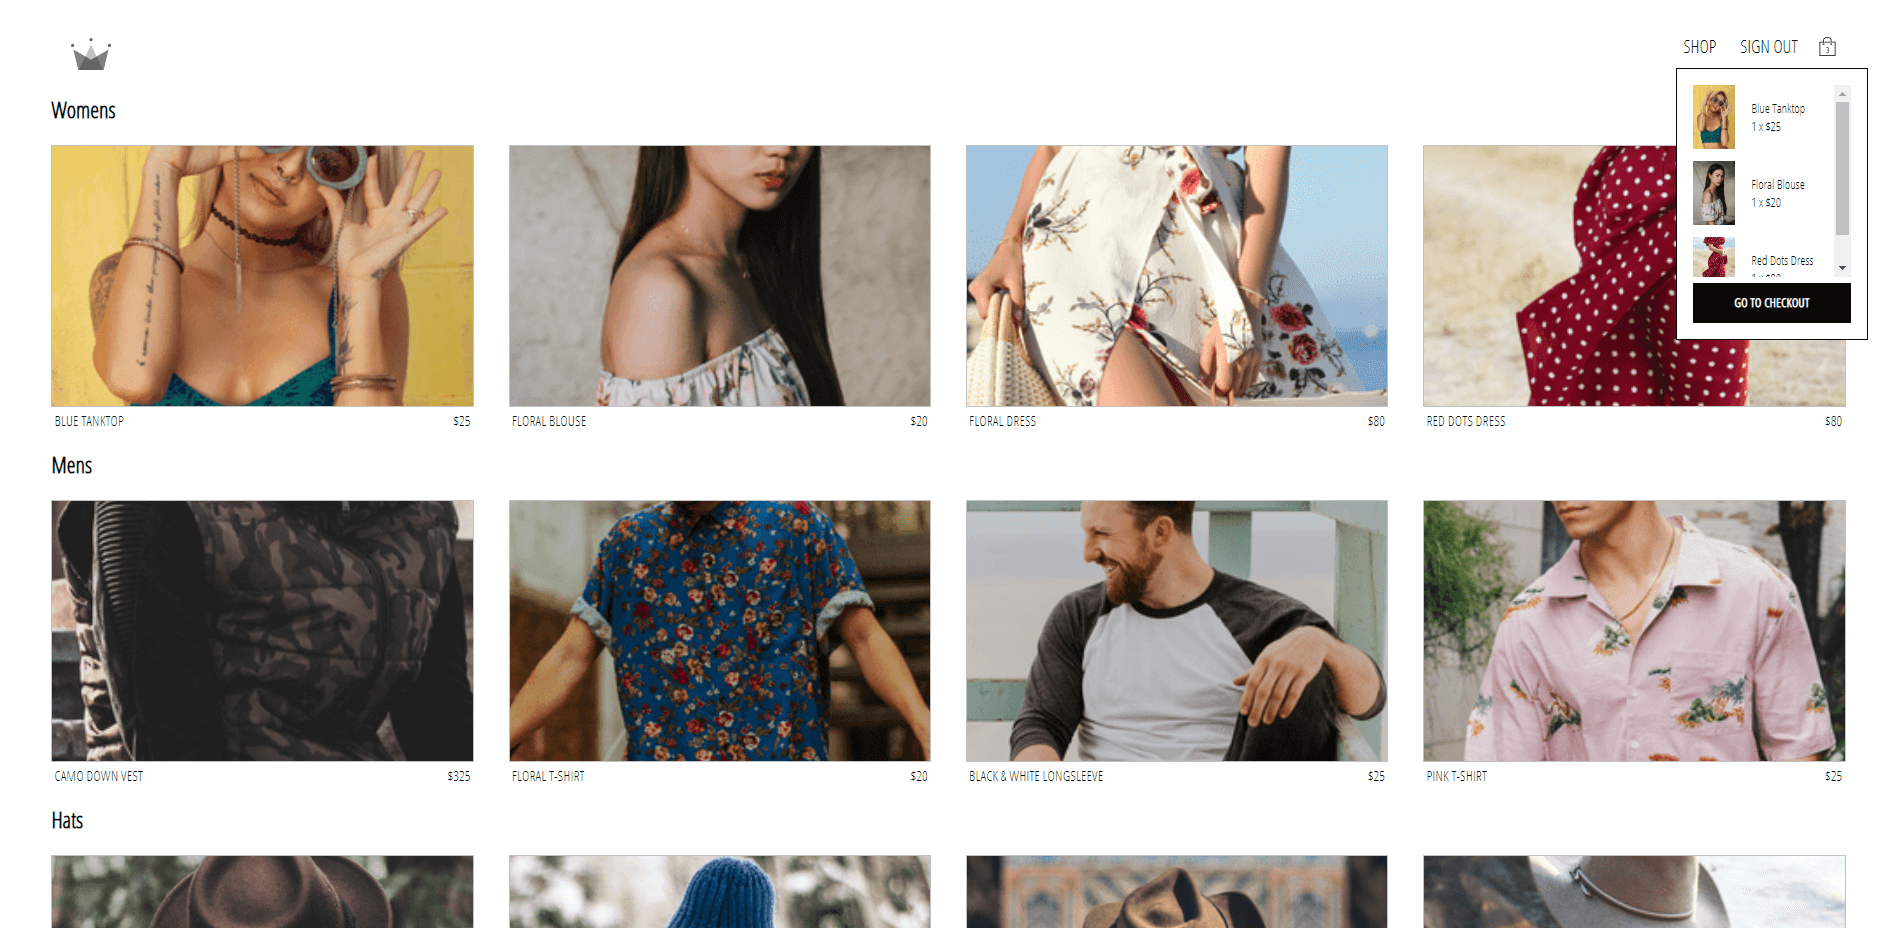 SHOP
SIGN OUT
3
Blue Tanktop
1 x $25
Floral Blouse
1 x $20
Red Dots Dress
GO TO CHECKOUT
Womens
BLUE TANKTOP $25
FLORAL BLOUSE $20
FLORAL DRESS $80
RED DOTS DRESS $80
Mens
CAMO DOWN VEST $325
FLORAL T-SHIRT $20
BLACK & WHITE LONGSLEEVE $25
PINK T-SHIRT $25
Hats